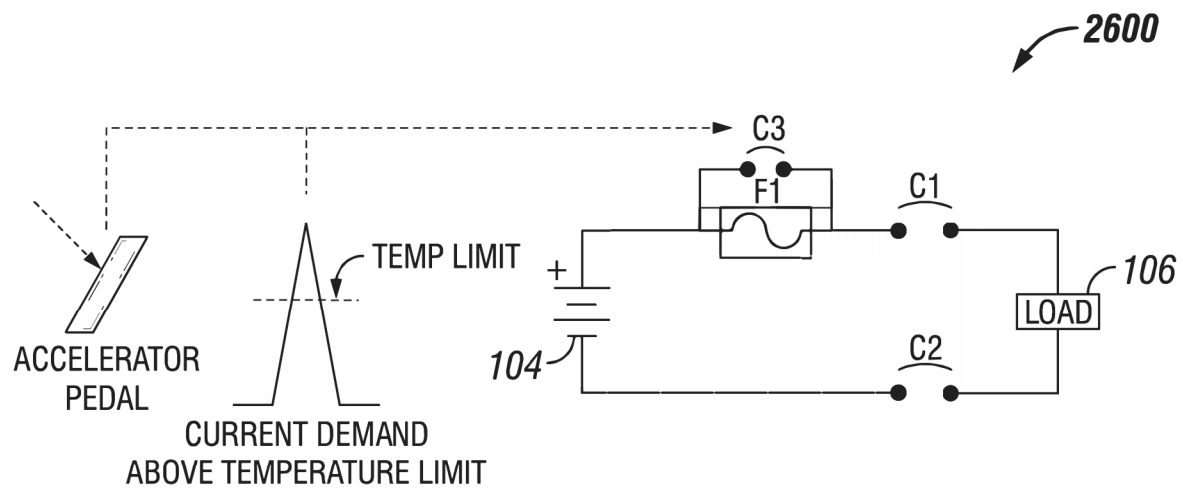 2600
C3
F1
C1
+
TEMP LIMIT
106
LOAD
ACCELERATOR
PEDAL
104
C2
CURRENT DEMAND
ABOVE TEMPERATURE LIMIT